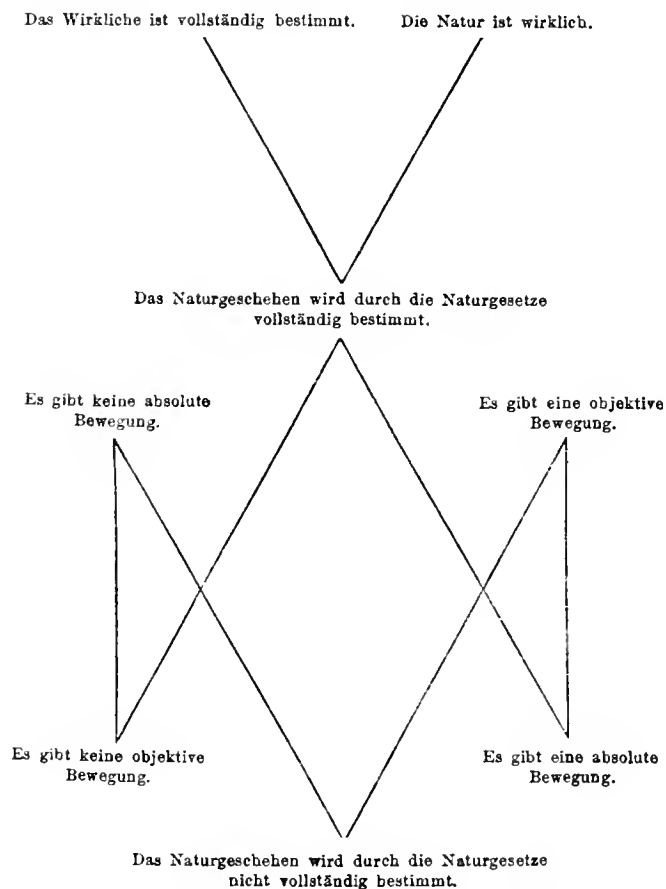 Das Wirkliche ist vollständig bestimmt.
Die Natur ist wirklich.
Das Naturgeschehen wird durch die Naturgesetze
vollständig bestimmt.
Es gibt keine absolute
Bewegung.
Es gibt eine objektive
Bewegung.
Es gibt keine objektive
Bewegung.
Es gibt eine absolute
Bewegung.
Das Naturgeschehen wird durch die Naturgesetze
nicht vollständig bestimmt.